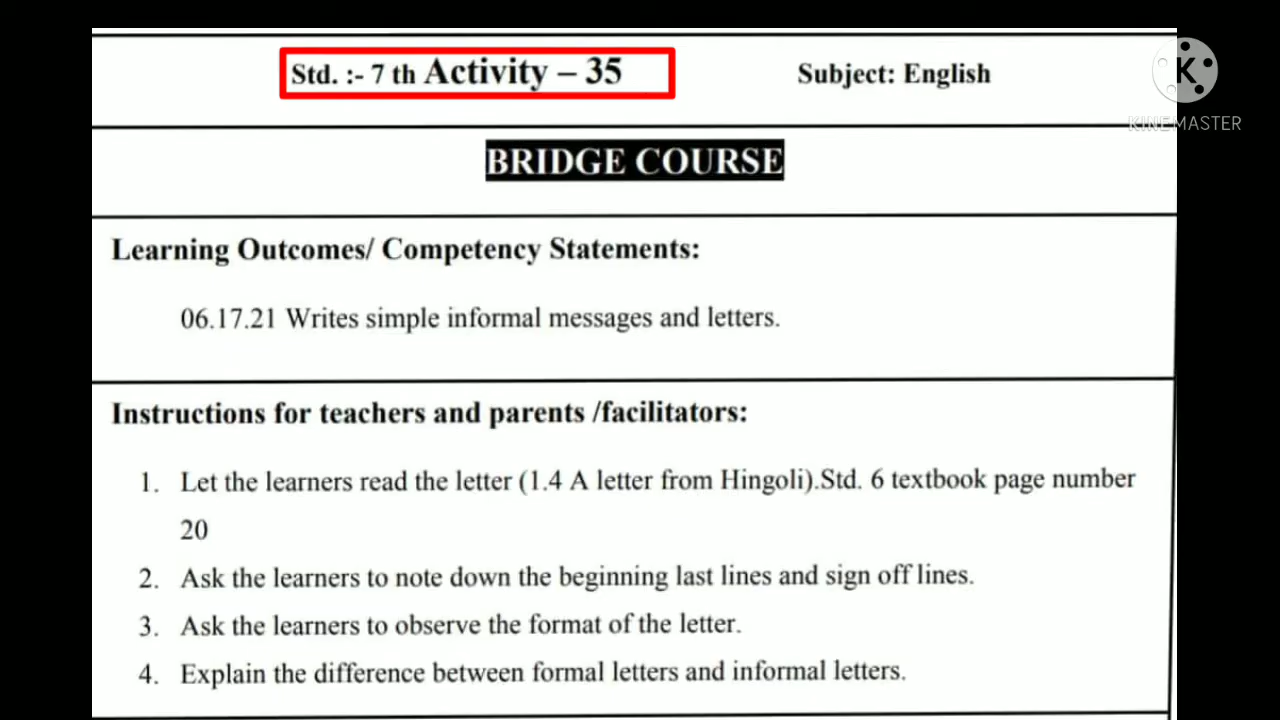 Std. :- 7 th Activity – 35
Subject: English
K
KINEMASTER
BRIDGE COURSE
Learning Outcomes/ Competency Statements:
06.17.21 Writes simple informal messages and letters.
Instructions for teachers and parents /facilitators:
1. Let the learners read the letter (1.4 A letter from Hingoli).Std. 6 textbook page number
20
2. Ask the learners to note down the beginning last lines and sign off lines.
3. Ask the learners to observe the format of the letter.
4. Explain the difference between formal letters and informal letters.